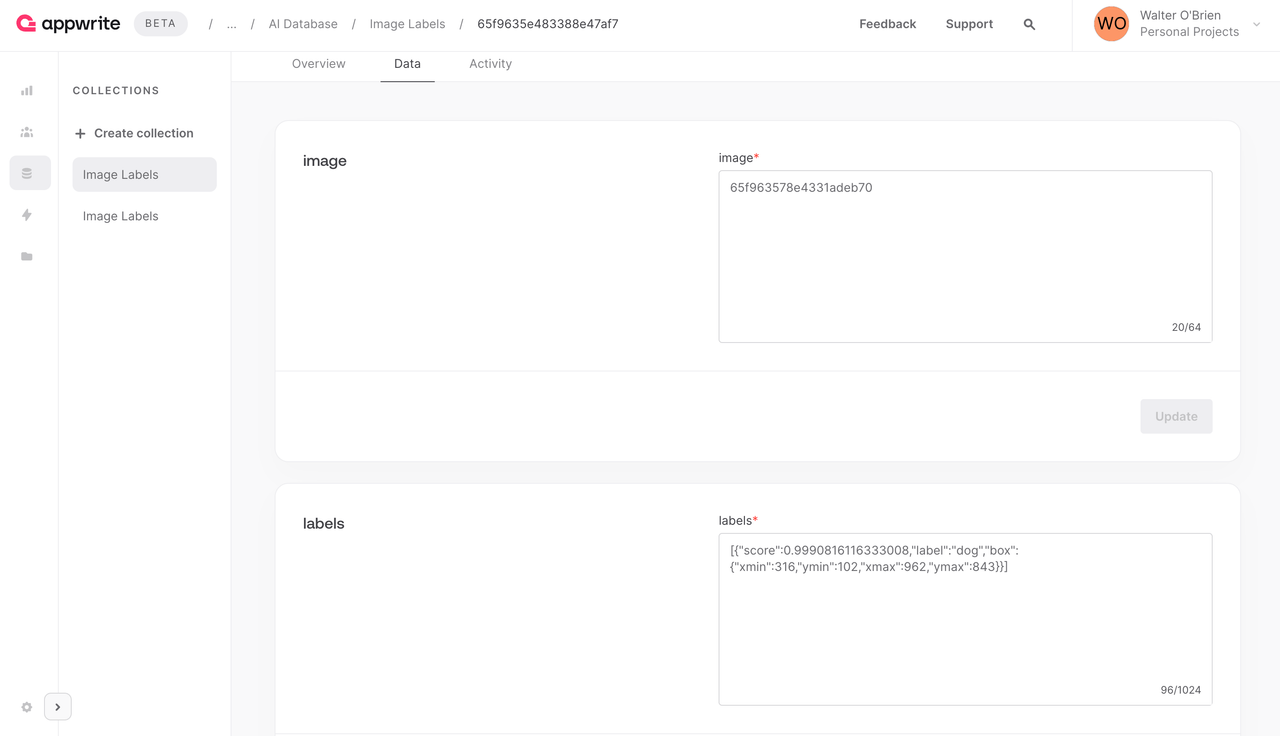 appwrite BETA / ... / AI Database / Image Labels / 65f9635e483388e47af7 Feedback Support WO Walter O'Brien
Personal Projects
Overview Data Activity
COLLECTIONS
+ Create collection
Image Labels
Image Labels
image
image*
65f963578e4331adeb70
20/64
Update
labels
labels*
[{"score":0.9990816116333008,"label":"dog","box":
{"xmin":316,"ymin":102,"xmax":962,"ymax":843}}]
96/1024